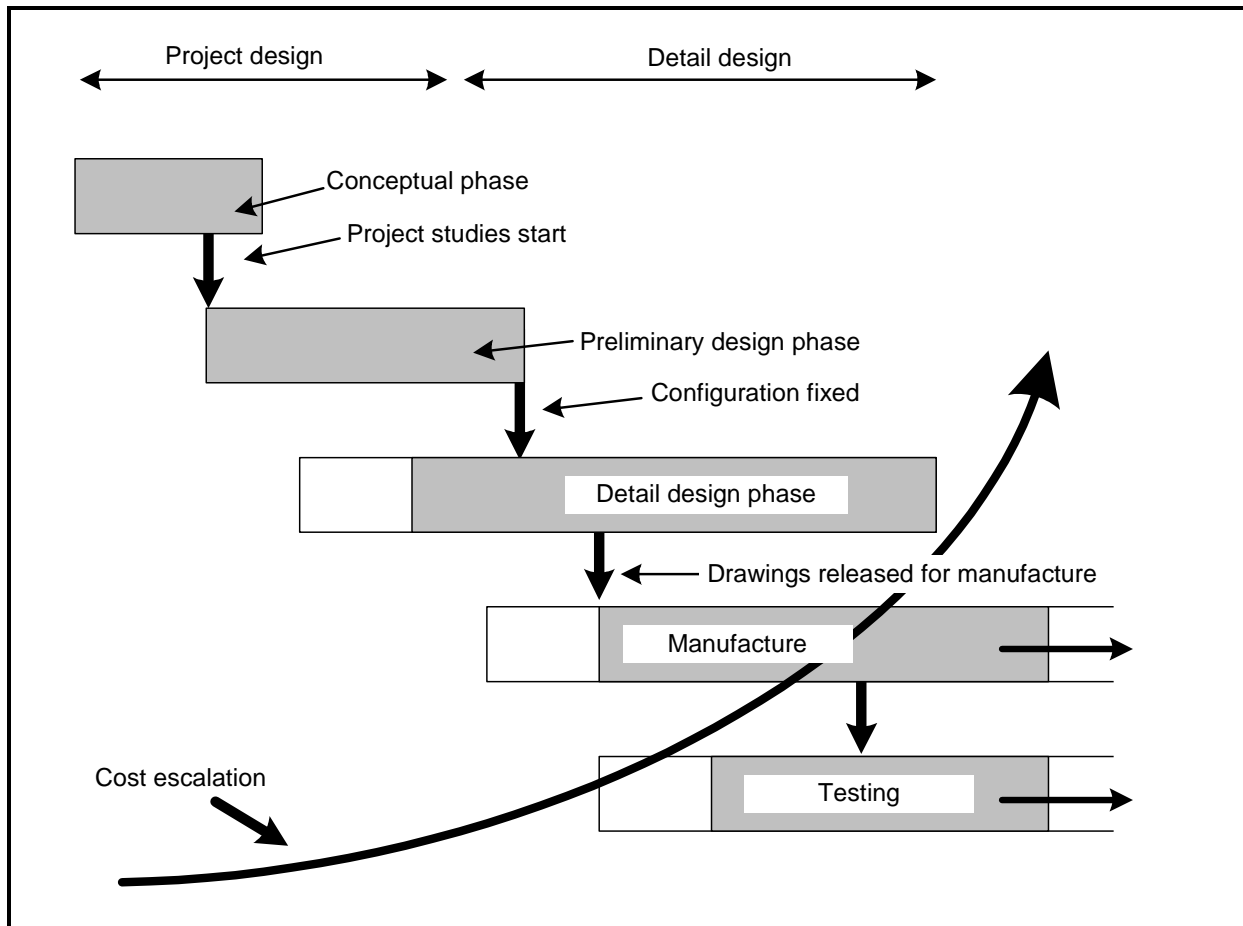 Project design
Detail design
Conceptual phase
Project studies start
Preliminary design phase
Configuration fixed
Detail design phase
Drawings released for manufacture
Manufacture
Cost escalation
Testing